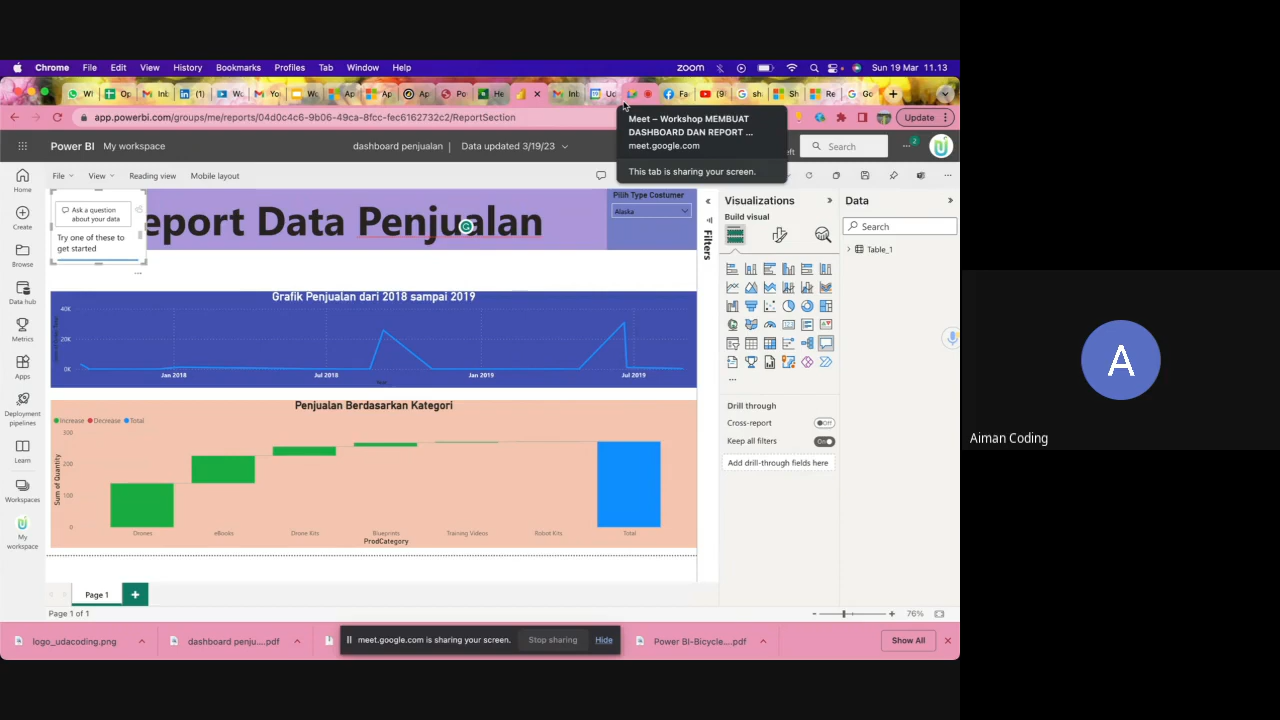 Chrome File Edit View History Bookmarks Profiles Tab Window Help
zoom Sun 19 Mar 11.13
app.powerbi.com/groups/me/reports/04d0c4c6-9b06-49ca-8fcc-fec6162732c2/ReportSection
Update
Meet – Workshop MEMBUAT
DASHBOARD DAN REPORT ...
meet.google.com
This tab is sharing your screen.
Power BI My workspace
dashboard penjualan | Data updated 3/19/23
Search
2
File View Reading view Mobile layout
Home
Create
Browse
Data hub
Metrics
Apps
Deployment
pipelines
Learn
Workspaces
My
workspace
Ask a question
about your data
Try one of these to
get started
eport Data Penjualan
Pilih Type Costumer
Alaska
Grafik Penjualan dari 2018 sampai 2019
40K
20K
0K
Jan 2018 Jul 2018 Jan 2019 Jul 2019
Penjualan Berdasarkan Kategori
Increase Decrease Total
Sum of Quantity
300
200
100
0
Drones eBooks Drone Kits Blueprints Training Videos Robot Kits Total
ProdCategory
Filters
Visualizations
Build visual
Drill through
Cross-report Off
Keep all filters On
Add drill-through fields here
Data
Search
Table_1
Page 1
Page 1 of 1
76%
logo_udacoding.png
dashboard penju....pdf
meet.google.com is sharing your screen.
Stop sharing
Hide
Power BI-Bicycle....pdf
Show All
A
Aiman Coding